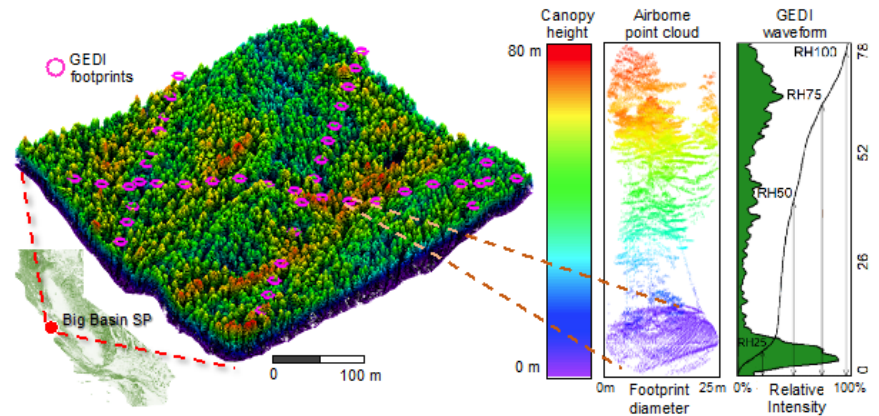 GEDI
footprints
Big Basin SP
0
100 m
Canopy
height
80 m
0 m
Airborne
point cloud
0m
25m
Footprint
diameter
GEDI
waveform
RH100
RH75
RH50
RH25
78
52
26
0
0%
100%
Relative
Intensity